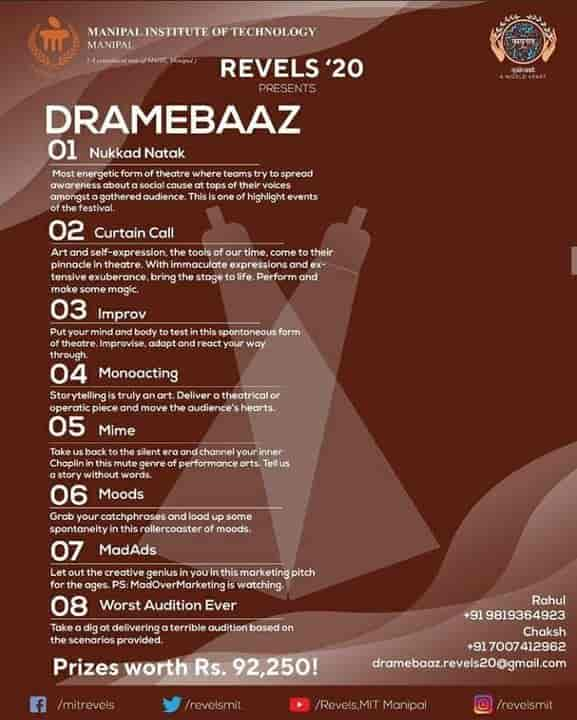 MANIPAL INSTITUTE OF TECHNOLOGY
MANIPAL
(A constituent unit of MAHE, Manipal)
REVELS ‘20
PRESENTS
A WORLD APART
DRAMEBAAZ
01 Nukkad Natak
Most energetic form of theatre where teams try to spread
awareness about a social cause at tops of their voices
amongst a gathered audience. This is one of highlight events
of the festival.
02 Curtain Call
Art and self-expression, the tools of our time, come to their
pinnacle in theatre. With immaculate expressions and ex-
tensive exuberance, bring the stage to life. Perform and
make some magic.
03 Improv
Put your mind and body to test in this spontaneous form
of theatre. Improvise, adapt and react your way
through.
04 Monoacting
Storytelling is truly an art. Deliver a theatrical or
operatic piece and move the audience's hearts.
05 Mime
Take us back to the silent era and channel your inner
Chaplin in this mute genre of performance arts. Tell us
a story without words.
06 Moods
Grab your catchphrases and load up some
spontaneity in this rollercoaster of moods.
07 MadAds
Let out the creative genius in you in this marketing pitch
for the ages. PS: MadOverMarketing is watching.
08 Worst Audition Ever
Take a dig at delivering a terrible audition based on
the scenarios provided.
Prizes worth Rs. 92,250!
Rahul
+91 9819364923
Chaksh
+91 7007412962
dramebaaz.revels20@gmail.com
/mitrevels
/revelsmit
/Revels,MIT Manipal
/revelsmit